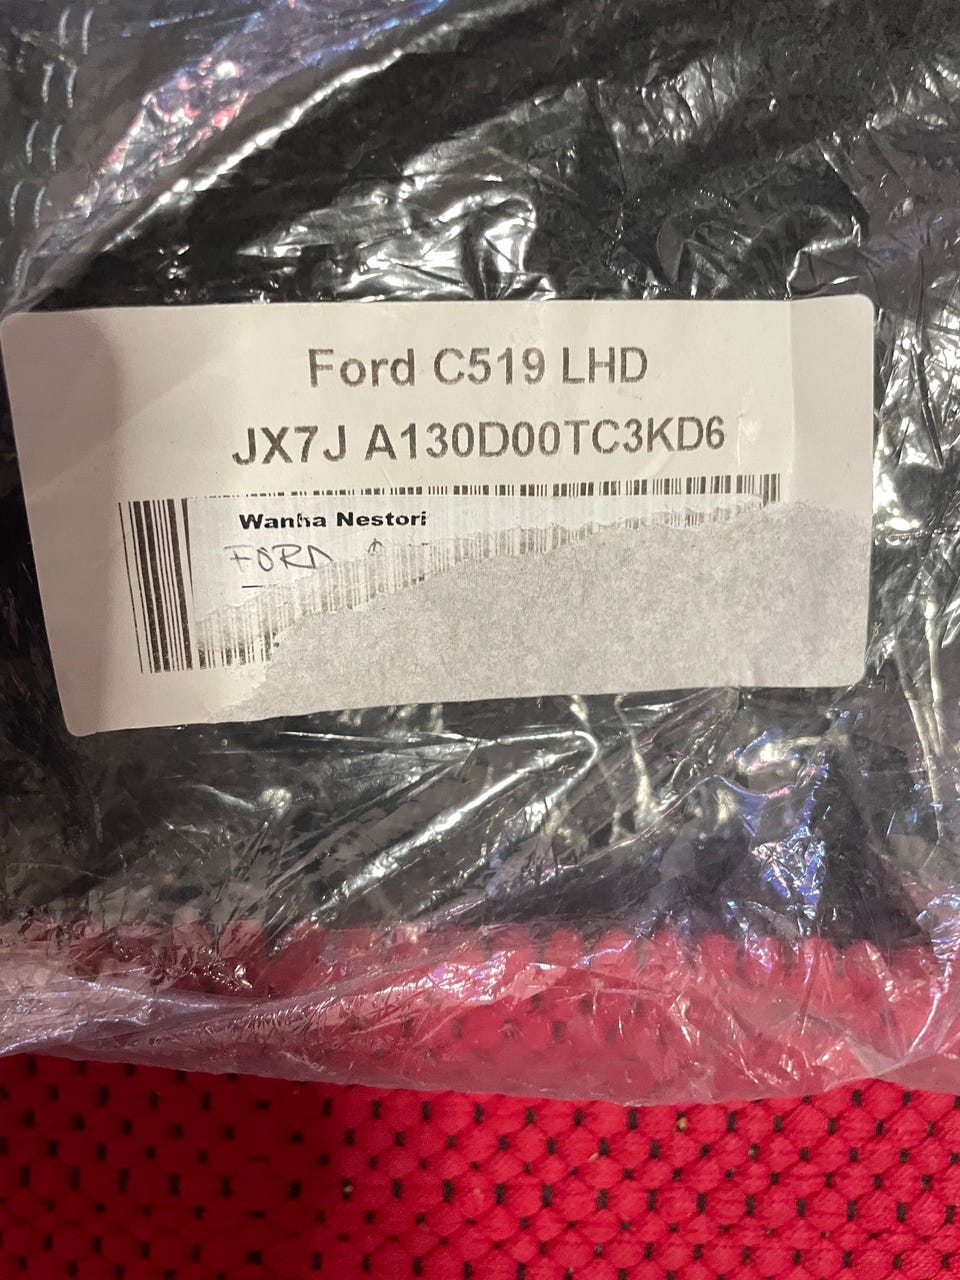 Ford C519 LHD
JX7J A130D00TC3KD6
Wanha Nestori
FORD